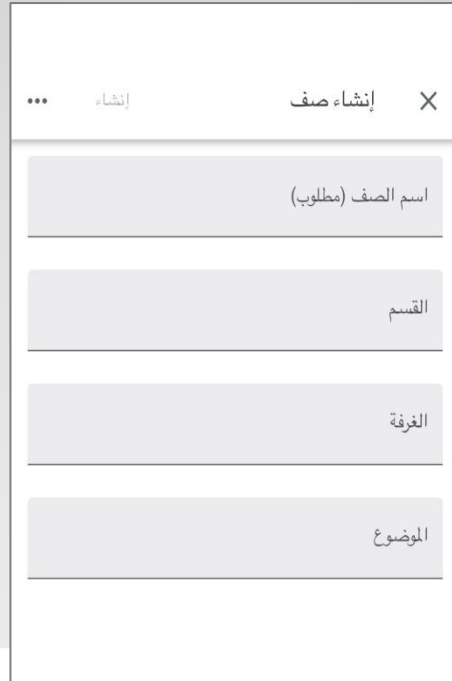 إنشاء صف إنشاء
اسم الصف (مطلوب)
القسم
الغرفة
الموضوع